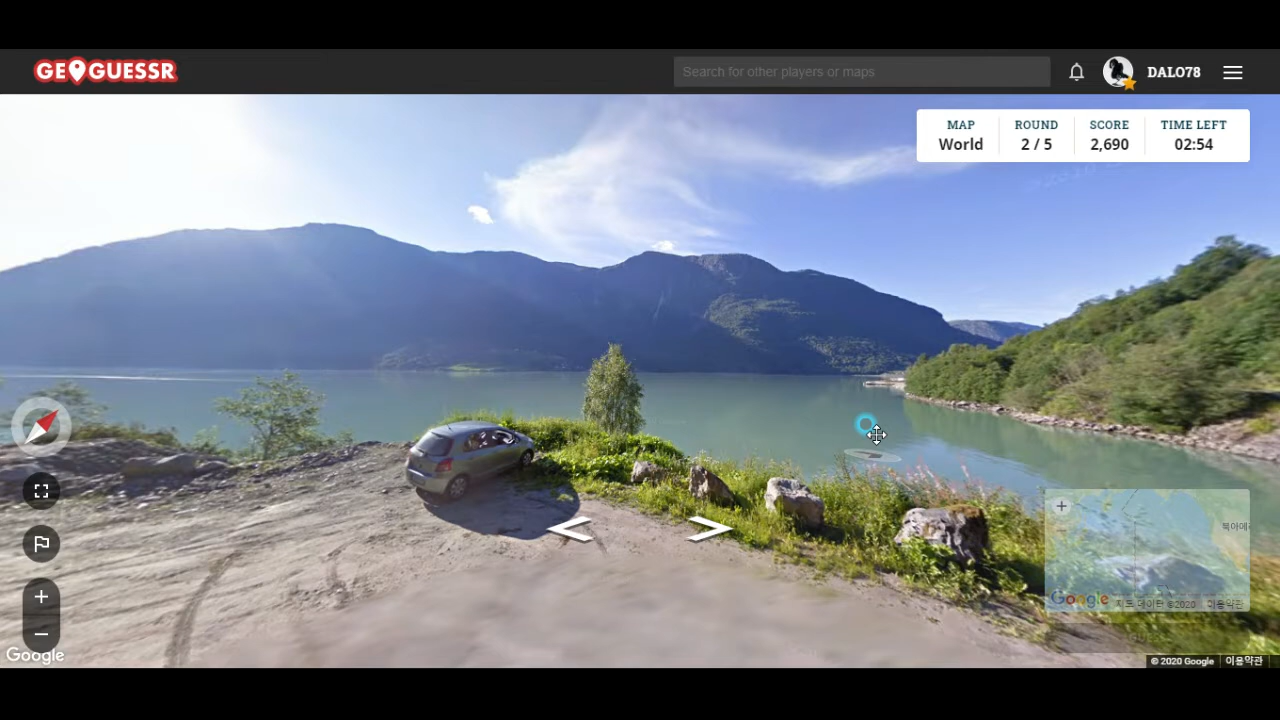 GEOGUESSR
Search for other players or maps
DALO78
MAP
World
ROUND
2 / 5
SCORE
2,690
TIME LEFT
02:54
+
−
Google
+
Google
지도 데이터 ©2020
이용약관
© 2020 Google
이용약관